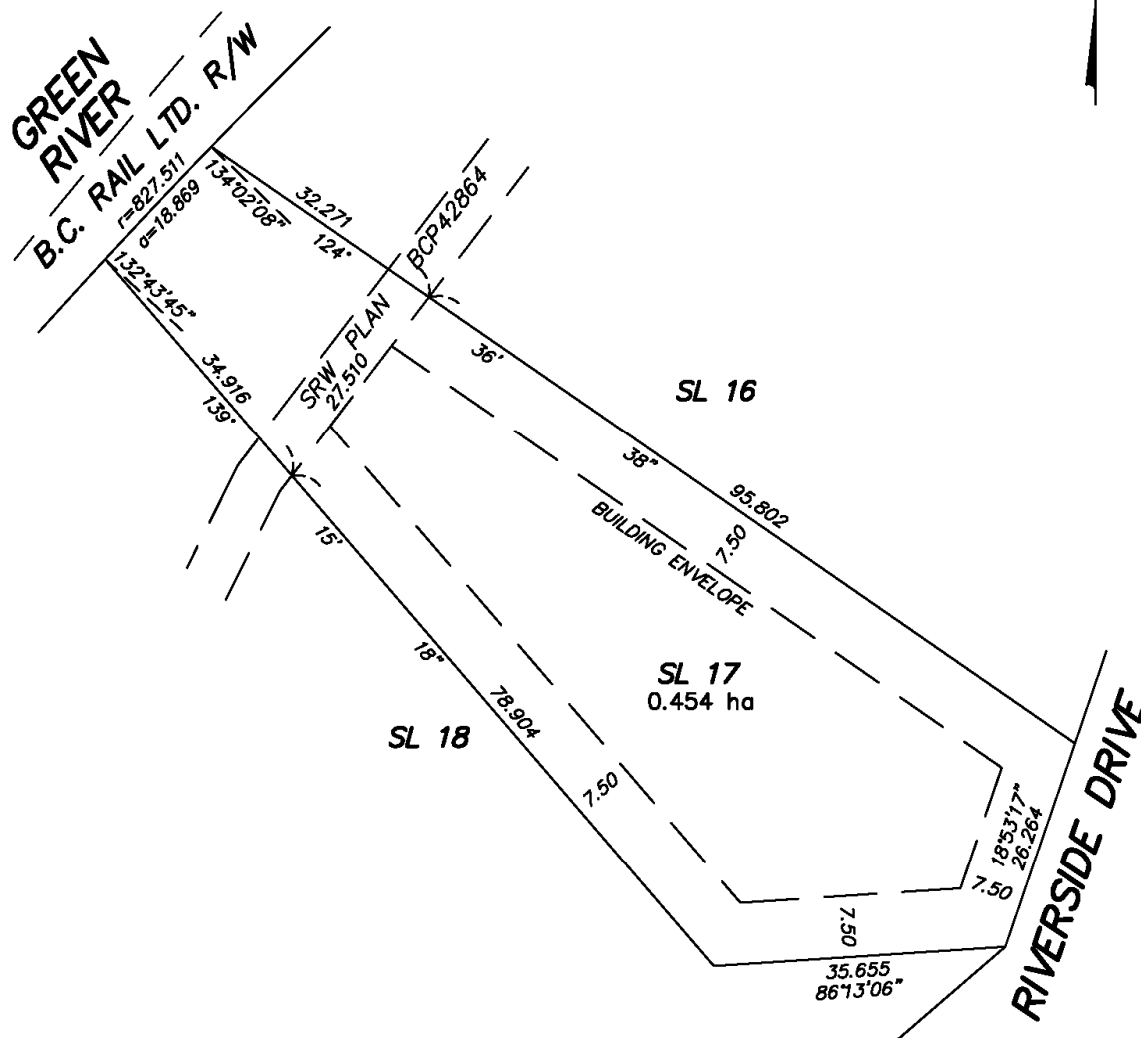 GREEN
RIVER
B.C. RAIL LTD. R/W
r=827.511
a=18.869
134°02'08"
32.271
124°
BCP42864
132°43'45"
SRW PLAN
27.510
34.916
139°
36'
SL 16
38"
95.802
BUILDING ENVELOPE
7.50
15'
18"
SL 17
0.454 ha
78.904
SL 18
7.50
18°53'17"
26.264
7.50
7.50
35.655
86°13'06"
RIVERSIDE DRIVE